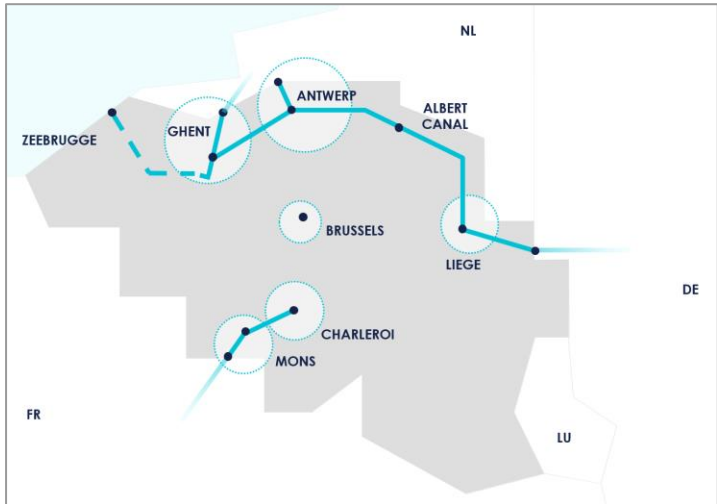 NL
ANTWERP
ALBERT
CANAL
GHENT
ZEEBRUGGE
BRUSSELS
LIEGE
DE
CHARLEROI
MONS
FR
LU